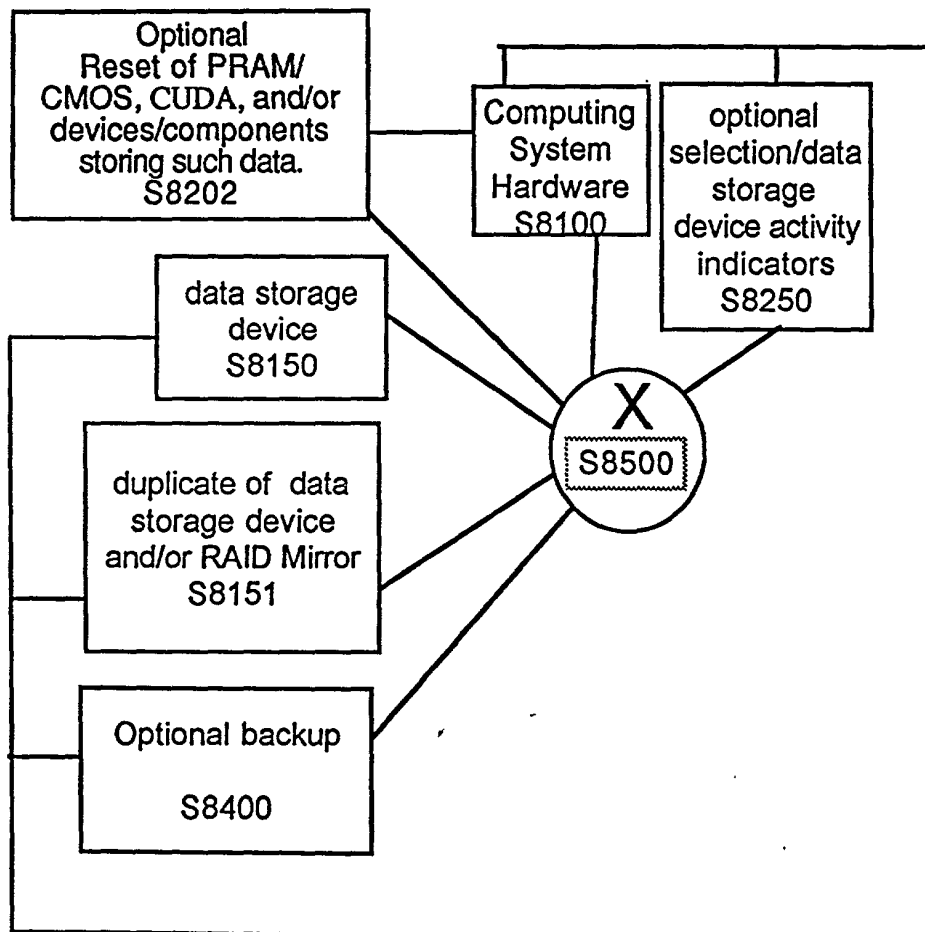 Optional
Reset of PRAM/
CMOS, CUDA, and/or
devices/components
storing such data.
S8202
Computing
System
Hardware
S8100
optional
selection/data
storage
device activity
indicators
S8250
data storage
device
S8150
X
S8500
duplicate of data
storage device
and/or RAID Mirror
S8151
Optional backup
S8400